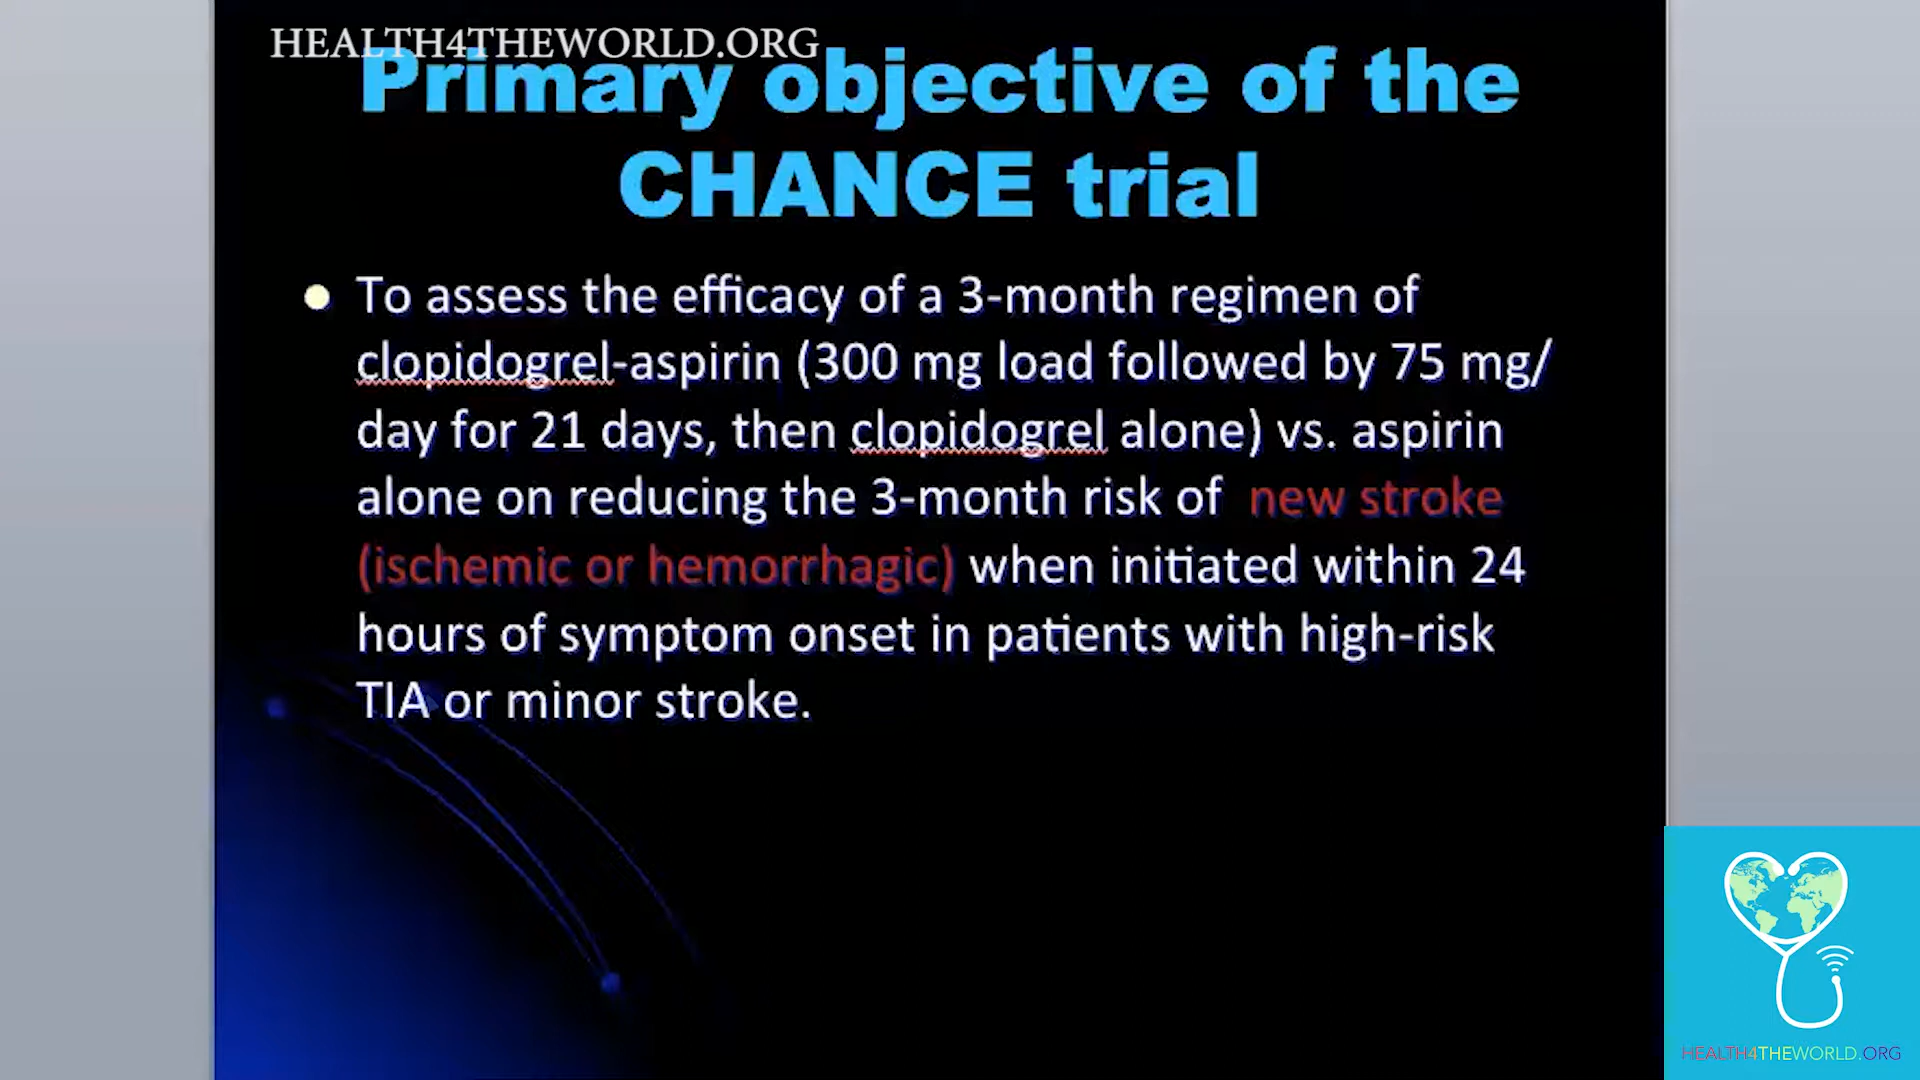 HEALTH4THEWORLD.ORG
Primary objective of the
CHANCE trial
To assess the efficacy of a 3-month regimen of
clopidogrel-aspirin (300 mg load followed by 75 mg/
day for 21 days, then clopidogrel alone) vs. aspirin
alone on reducing the 3-month risk of new stroke
(ischemic or hemorrhagic) when initiated within 24
hours of symptom onset in patients with high-risk
TIA or minor stroke.
HEALTH4THEWORLD.ORG